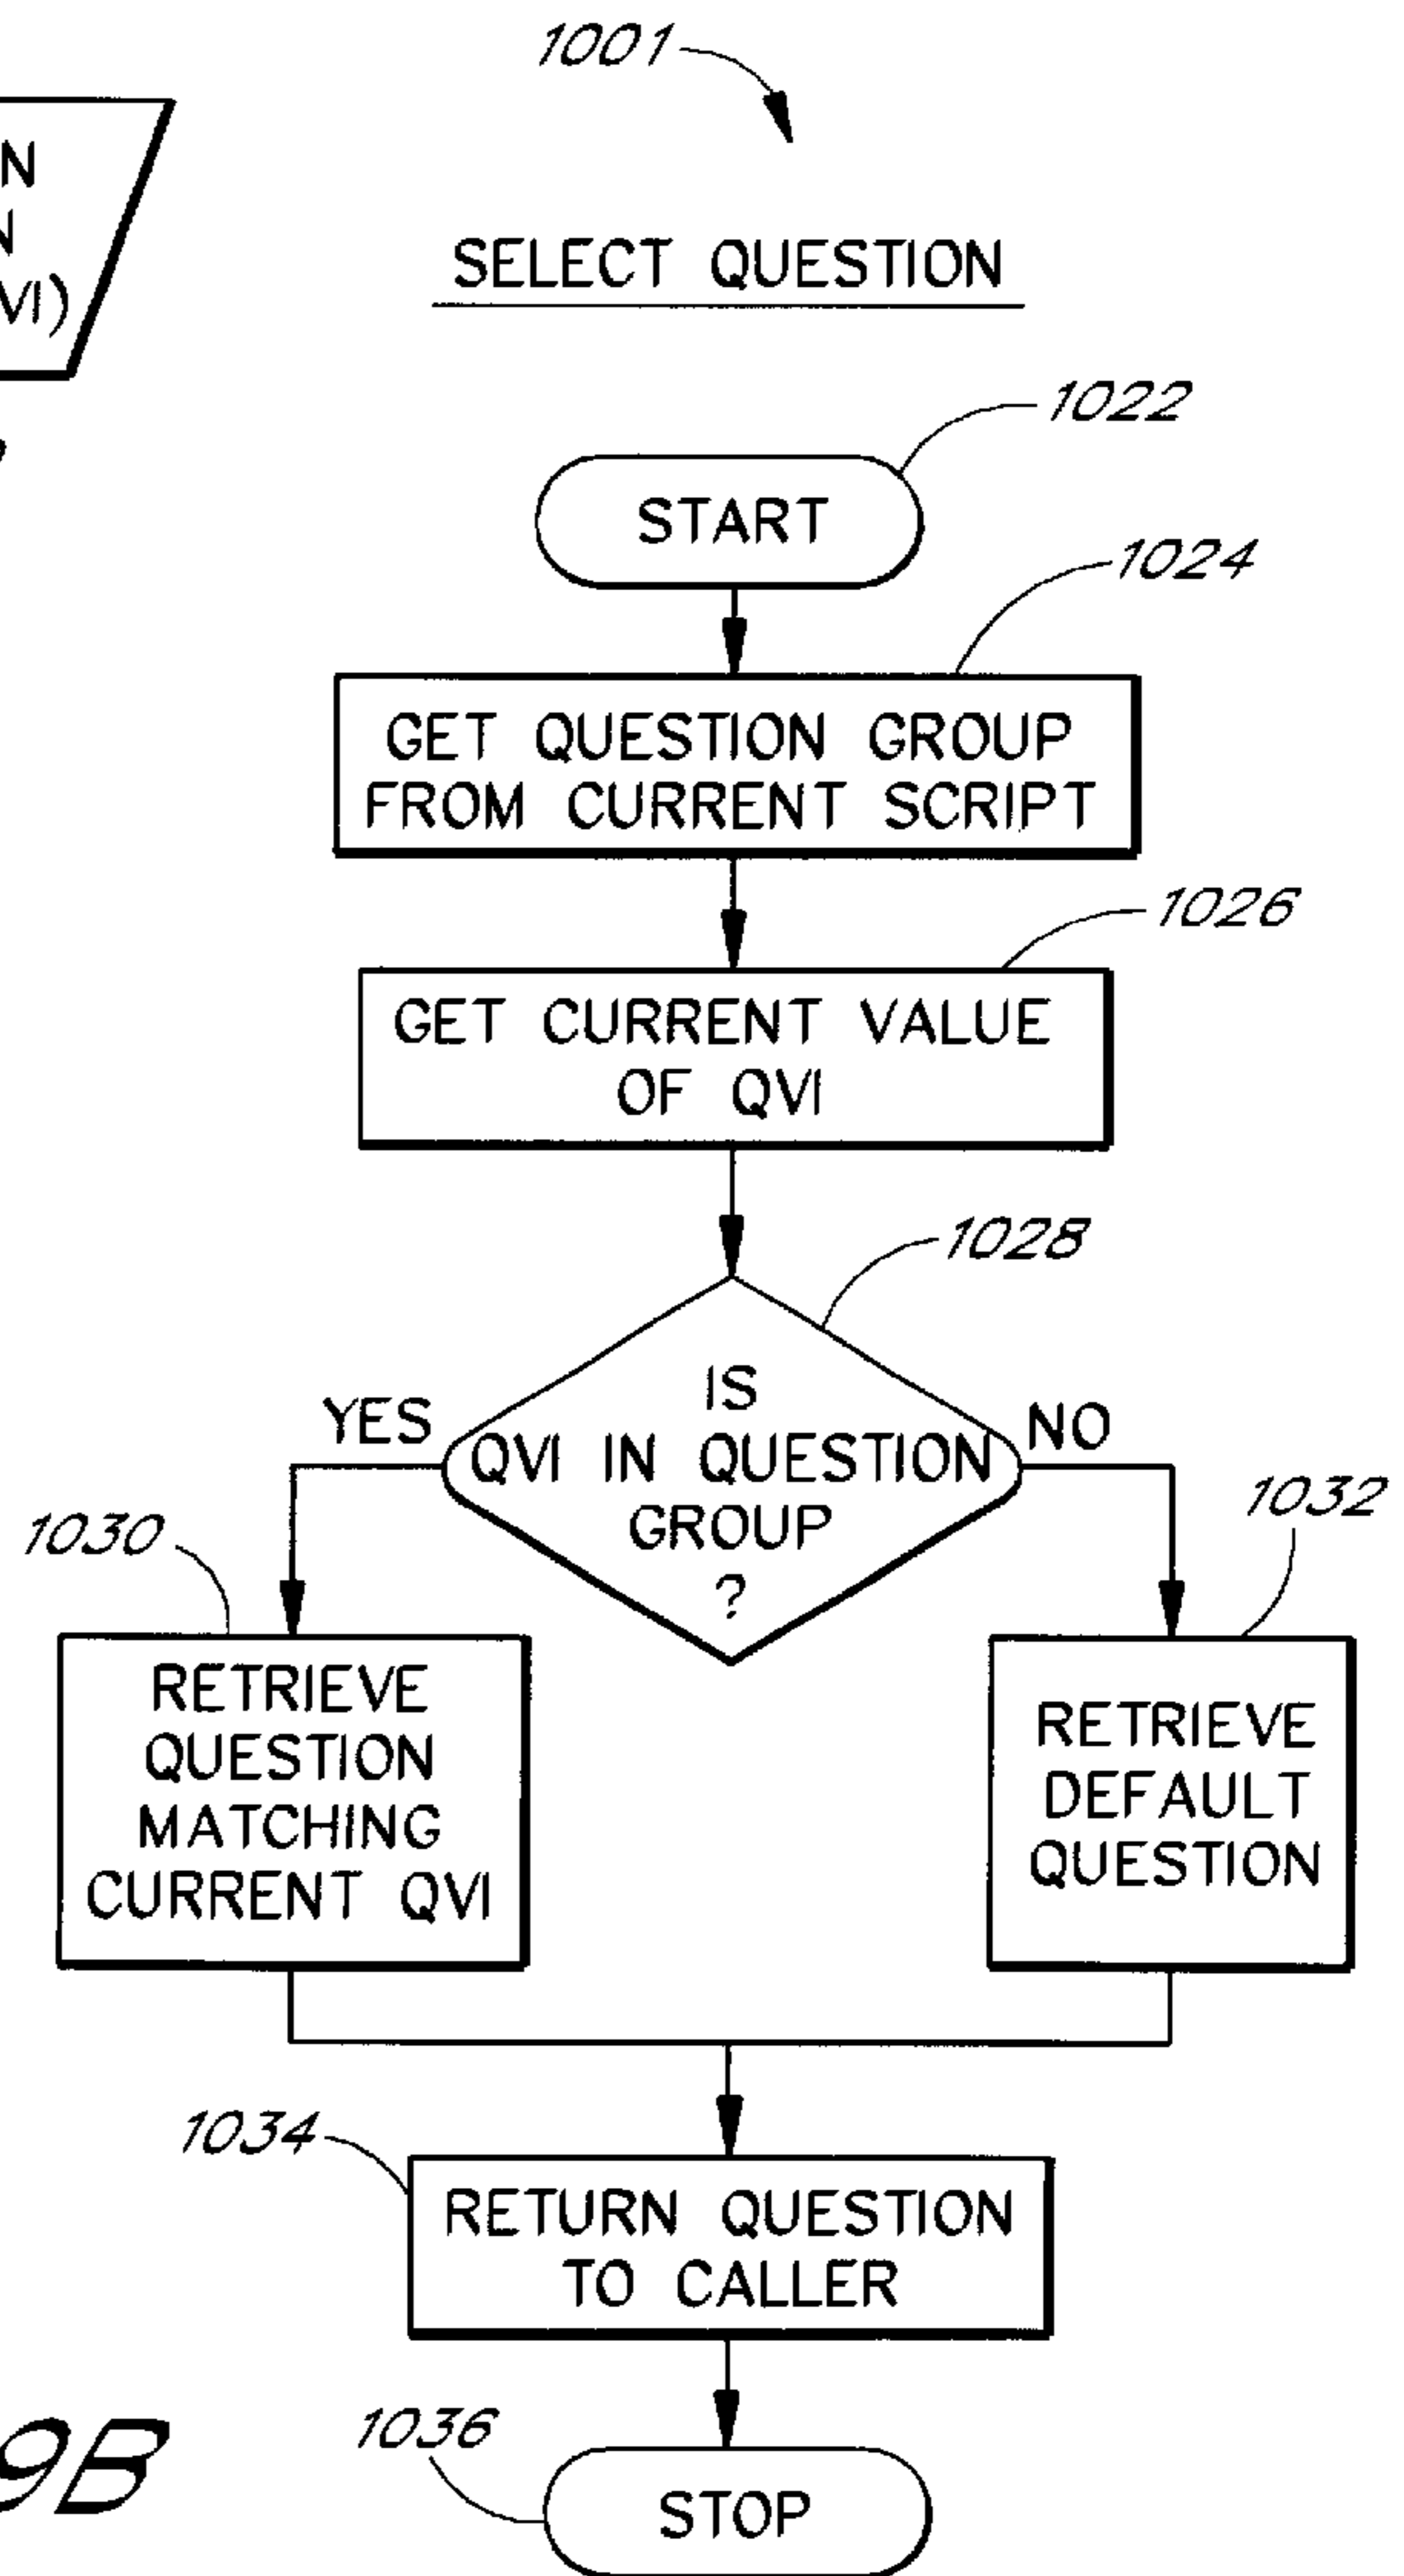 1001
N
N
VI)
SELECT QUESTION
1022
START
1024
GET QUESTION GROUP
FROM CURRENT SCRIPT
1026
GET CURRENT VALUE
OF QVI
1028
IS
QVI IN QUESTION
GROUP
?
YES
NO
1030
1032
RETRIEVE
QUESTION
MATCHING
CURRENT QVI
RETRIEVE
DEFAULT
QUESTION
1034
RETURN QUESTION
TO CALLER
1036
STOP
9B